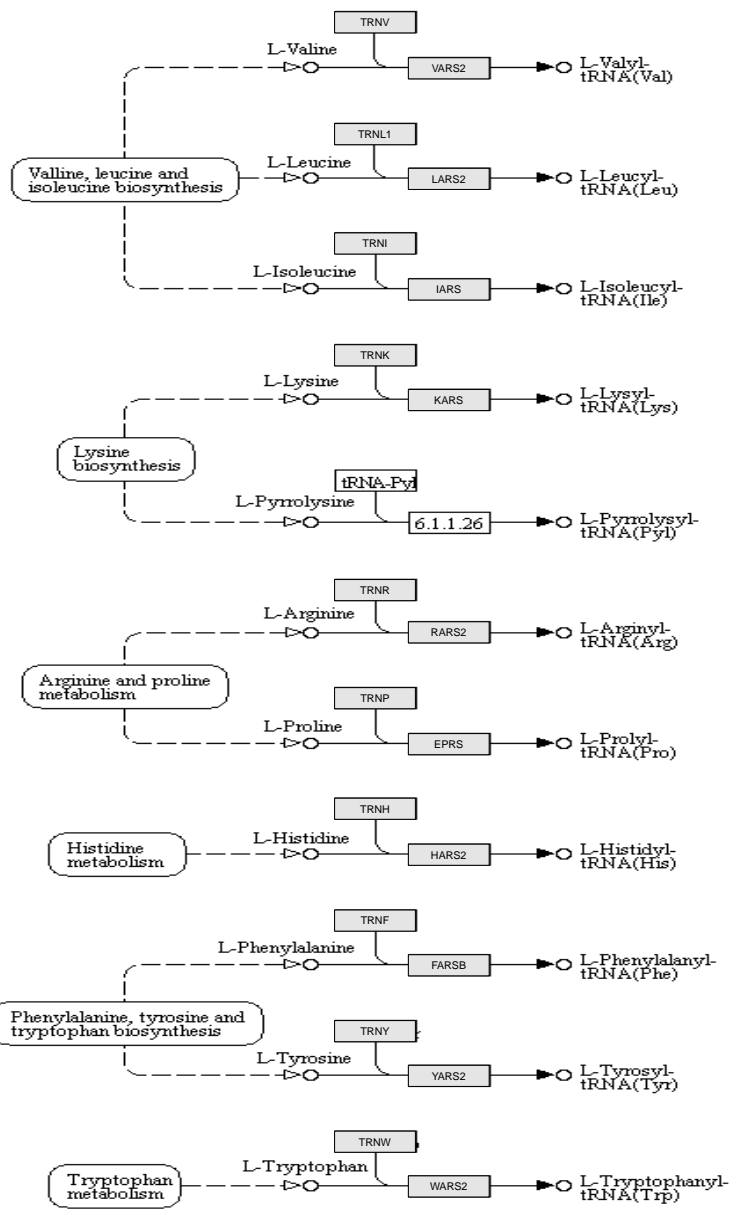 TRNV
L-Valine
VARS2
L-Valyl-
tRNA(Val)
TRNL1
Valline, leucine and
isoleucine biosynthesis
L-Leucine
LARS2
L-Leucyl-
tRNA(Leu)
TRNI
L-Isoleucine
IARS
L-Isoleucyl-
tRNA(Ile)
TRNK
L-Lysine
KARS
L-Lysyl-
tRNA(Lys)
Lysine
biosynthesis
tRNA-Pyl
L-Pyrrolysine
6.1.1.26
L-Pyrrolysyl-
tRNA(Pyl)
TRNR
L-Arginine
RARS2
L-Arginyl-
tRNA(Arg)
Arginine and proline
metabolism
TRNP
L-Proline
EPRS
L-Prolyl-
tRNA(Pro)
TRNH
Histidine
metabolism
L-Histidine
HARS2
L-Histidyl-
tRNA(His)
TRNF
L-Phenylalanine
FARSB
L-Phenylalanyl-
tRNA(Phe)
Phenylalanine, tyrosine and
tryptophan biosynthesis
TRNY
L-Tyrosine
YARS2
L-Tyrosyl-
tRNA(Tyr)
TRNW
Tryptophan
metabolism
L-Tryptophan
WARS2
L-Tryptophanyl-
tRNA(Trp)